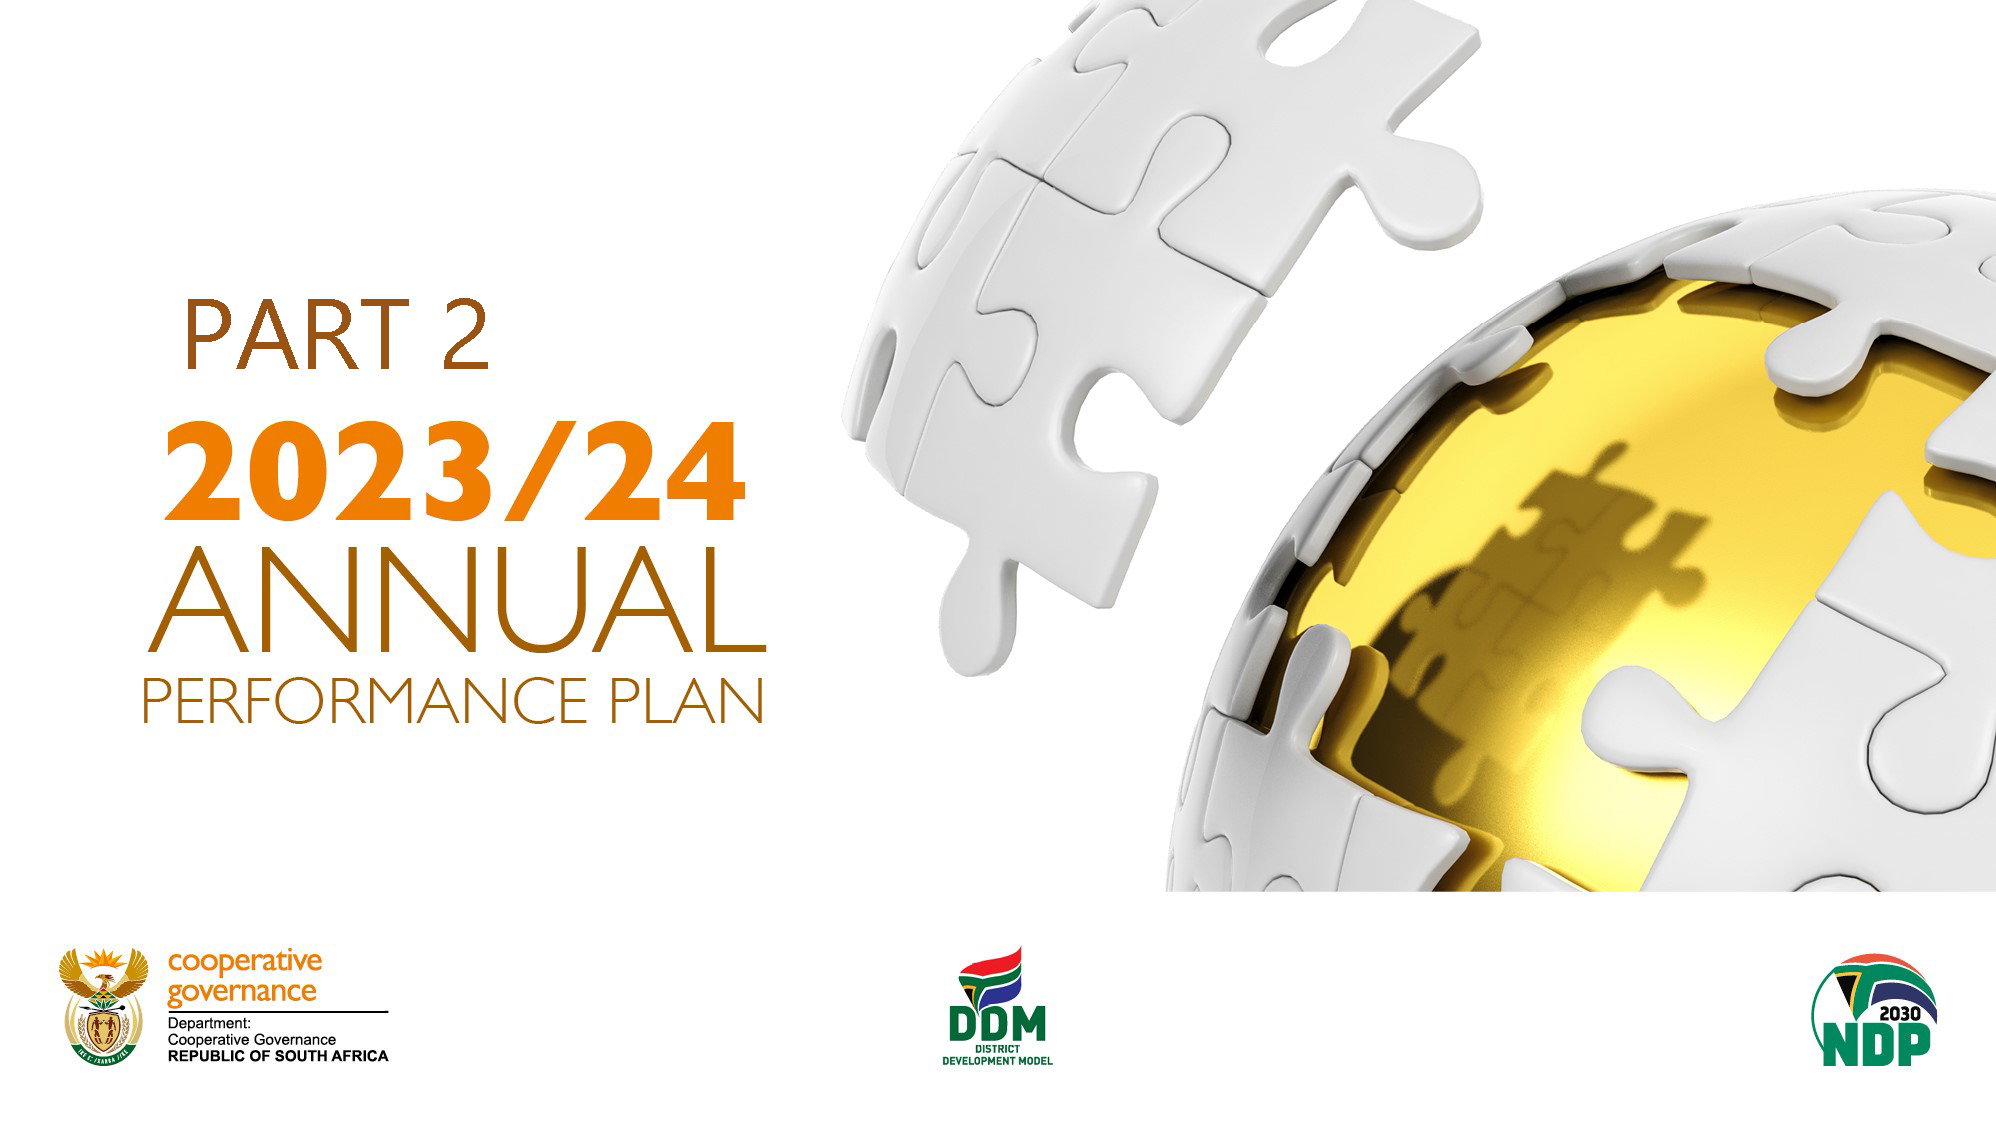 PART 2
2023/24
ANNUAL
PERFORMANCE PLAN
cooperative
governance
Department:
Cooperative Governance
REPUBLIC OF SOUTH AFRICA
DDM
DISTRICT
DEVELOPMENT MODEL
2030
NDP